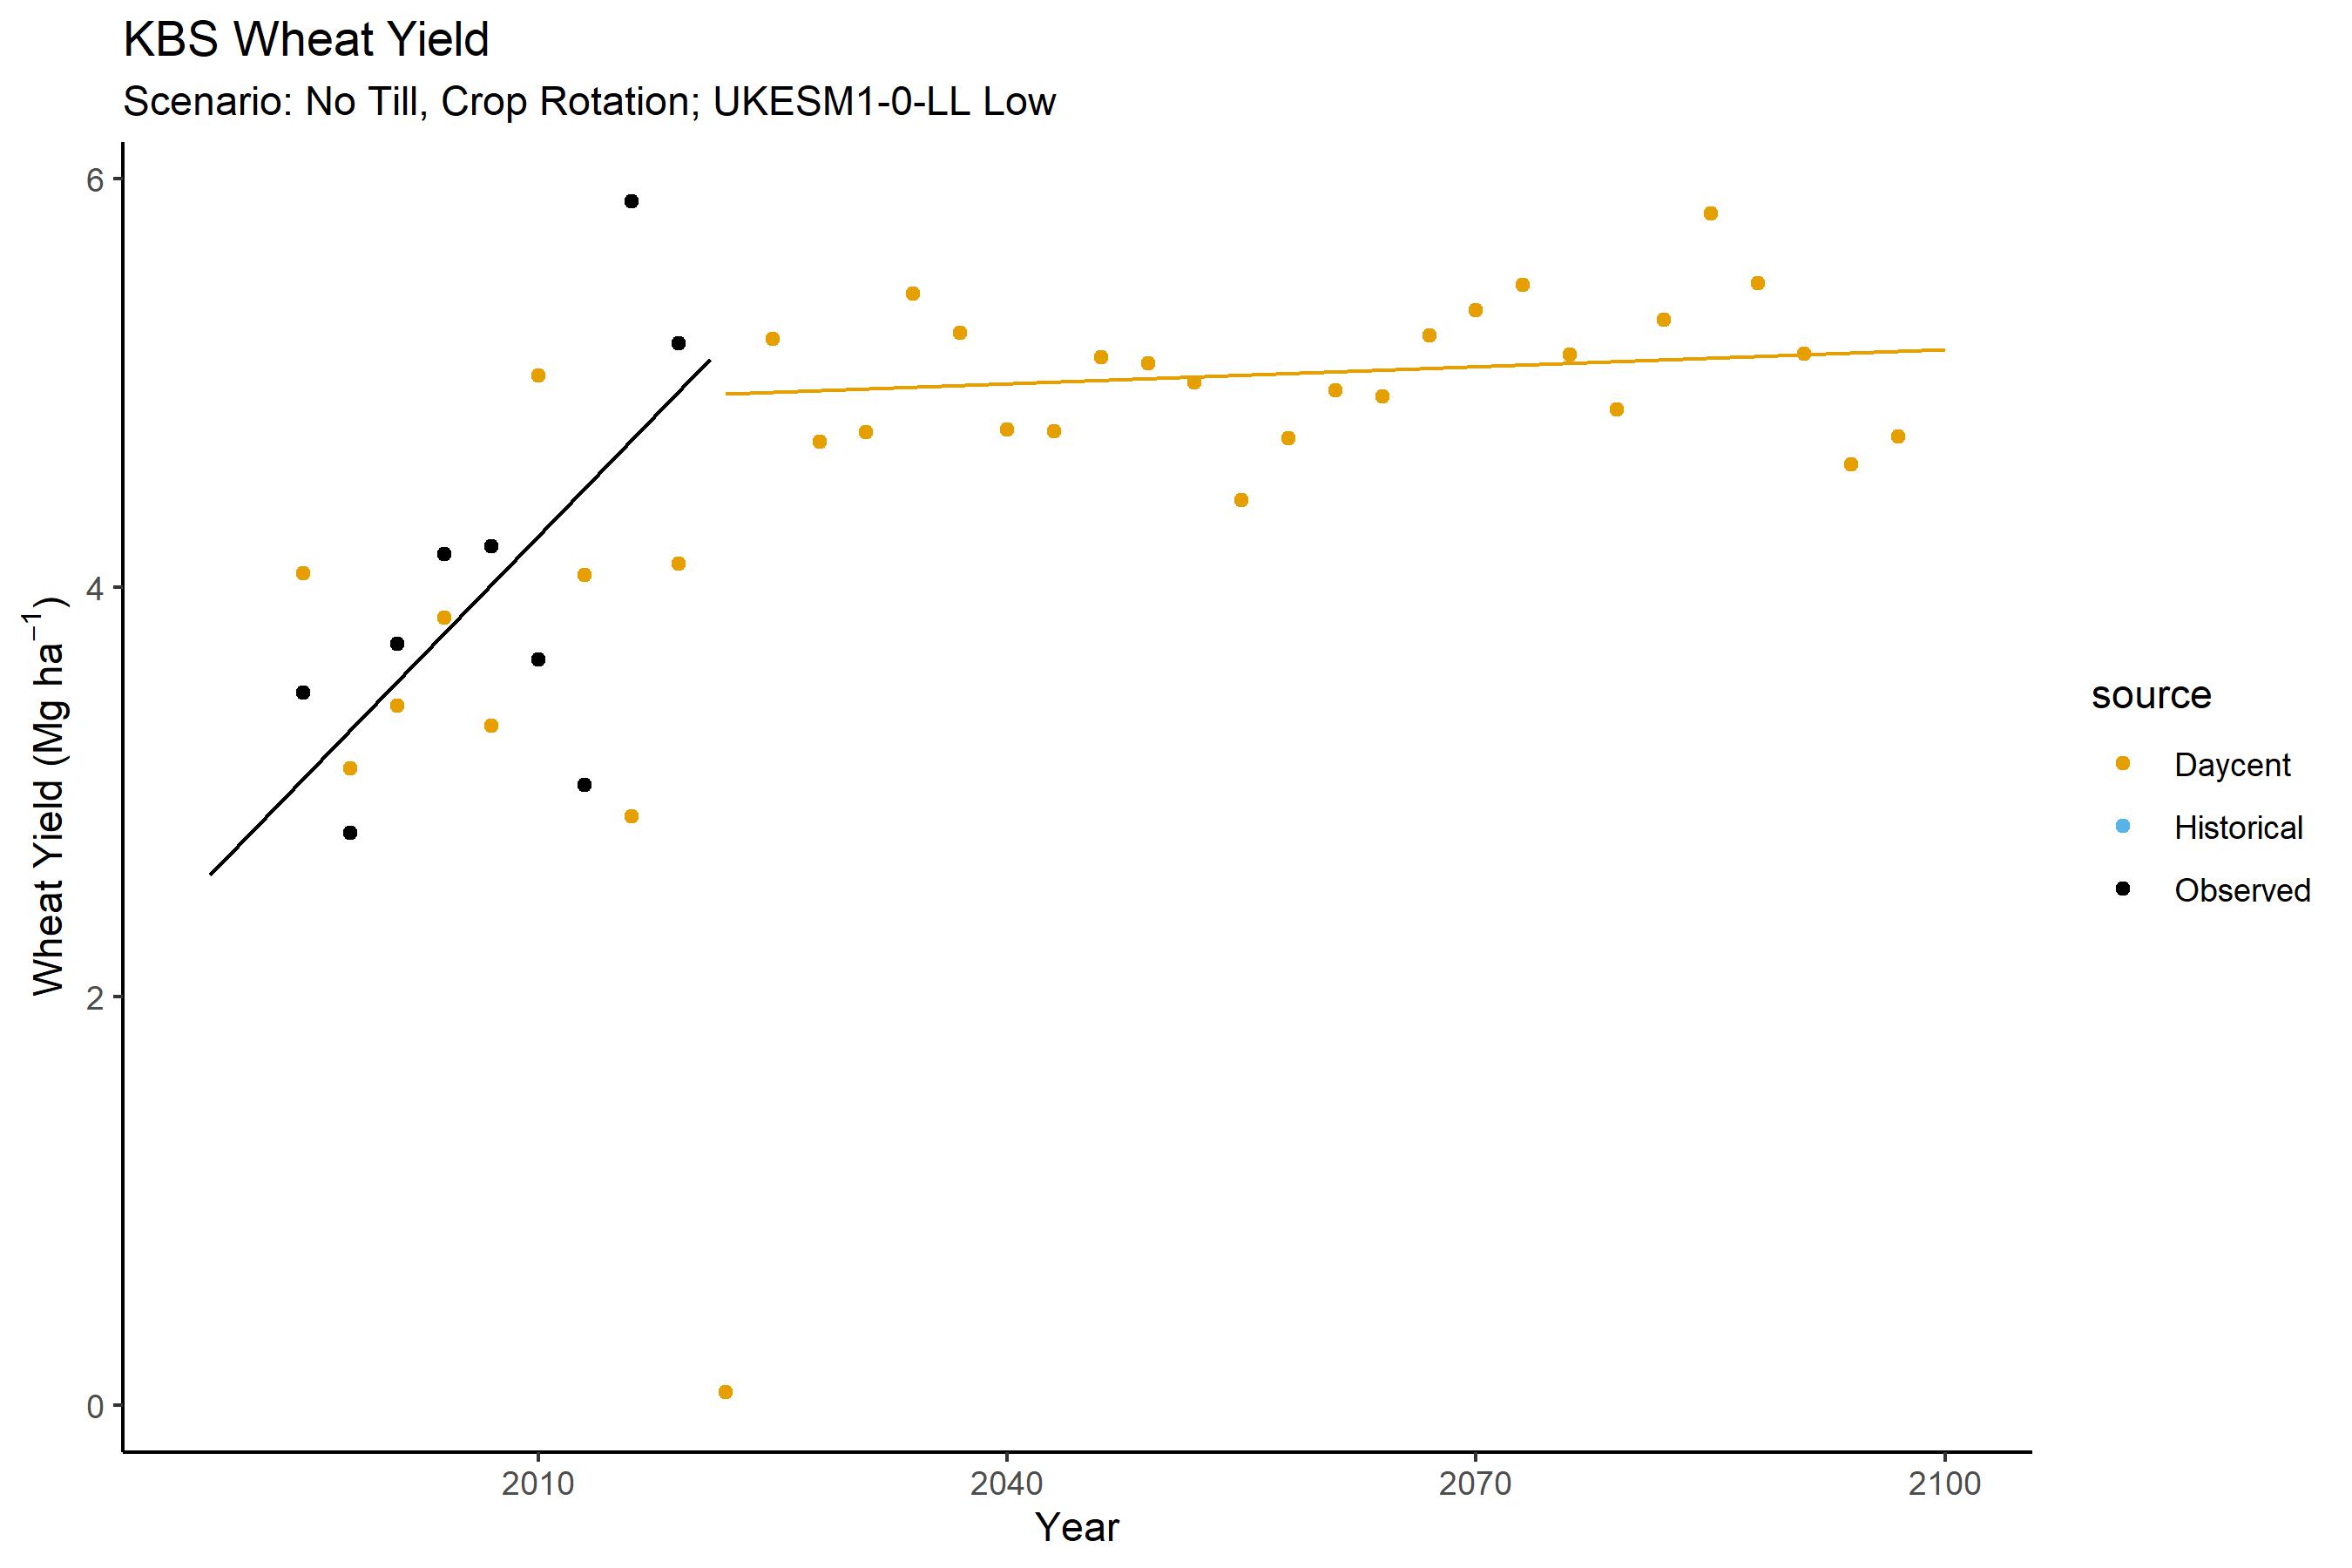 KBS Wheat Yield
Scenario: No Till, Crop Rotation; UKESM1-0-LL Low
Wheat Yield (Mg ha⁻¹)
6
4
2
0
2010
2040
2070
2100
Year
source
Daycent
Historical
Observed